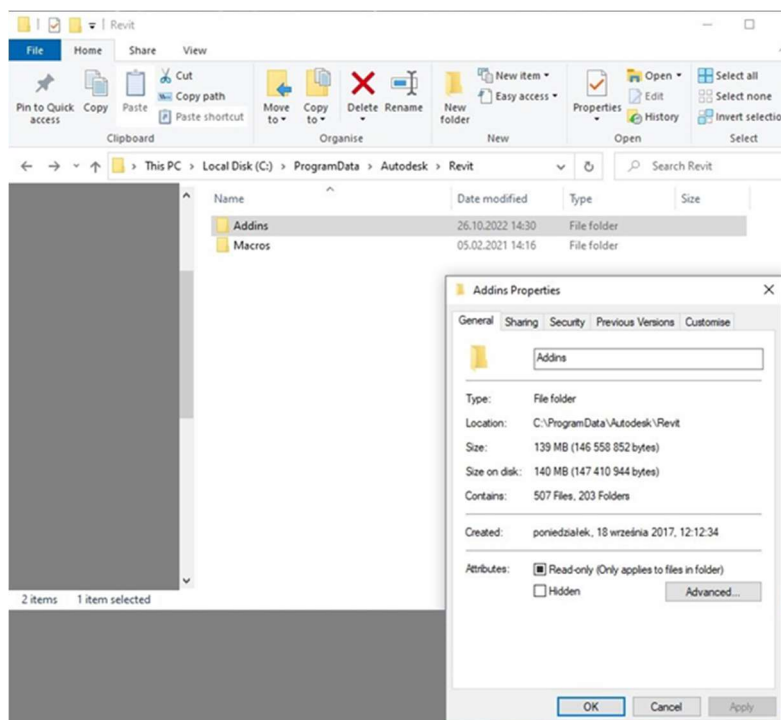 Revit
File Home Share View
Pin to Quick access
Copy
Paste
Cut
Copy path
Paste shortcut
Clipboard
Move to
Copy to
Delete
Rename
Organise
New folder
New item
Easy access
New
Properties
Open
Edit
History
Open
Select all
Select none
Invert selectio
Select
This PC > Local Disk (C:) > ProgramData > Autodesk > Revit
Search Revit
Name Date modified Type Size
Addins 26.10.2022 14:30 File folder
Macros 05.02.2021 14:16 File folder
Addins Properties
General Sharing Security Previous Versions Customise
Addins
Type: File folder
Location: C:\ProgramData\Autodesk\Revit
Size: 139 MB (146 558 852 bytes)
Size on disk: 140 MB (147 410 944 bytes)
Contains: 507 Files, 203 Folders
Created: poniedziałek, 18 września 2017, 12:12:34
Attributes: Read-only (Only applies to files in folder)
Hidden
Advanced...
2 items 1 item selected
OK Cancel Apply